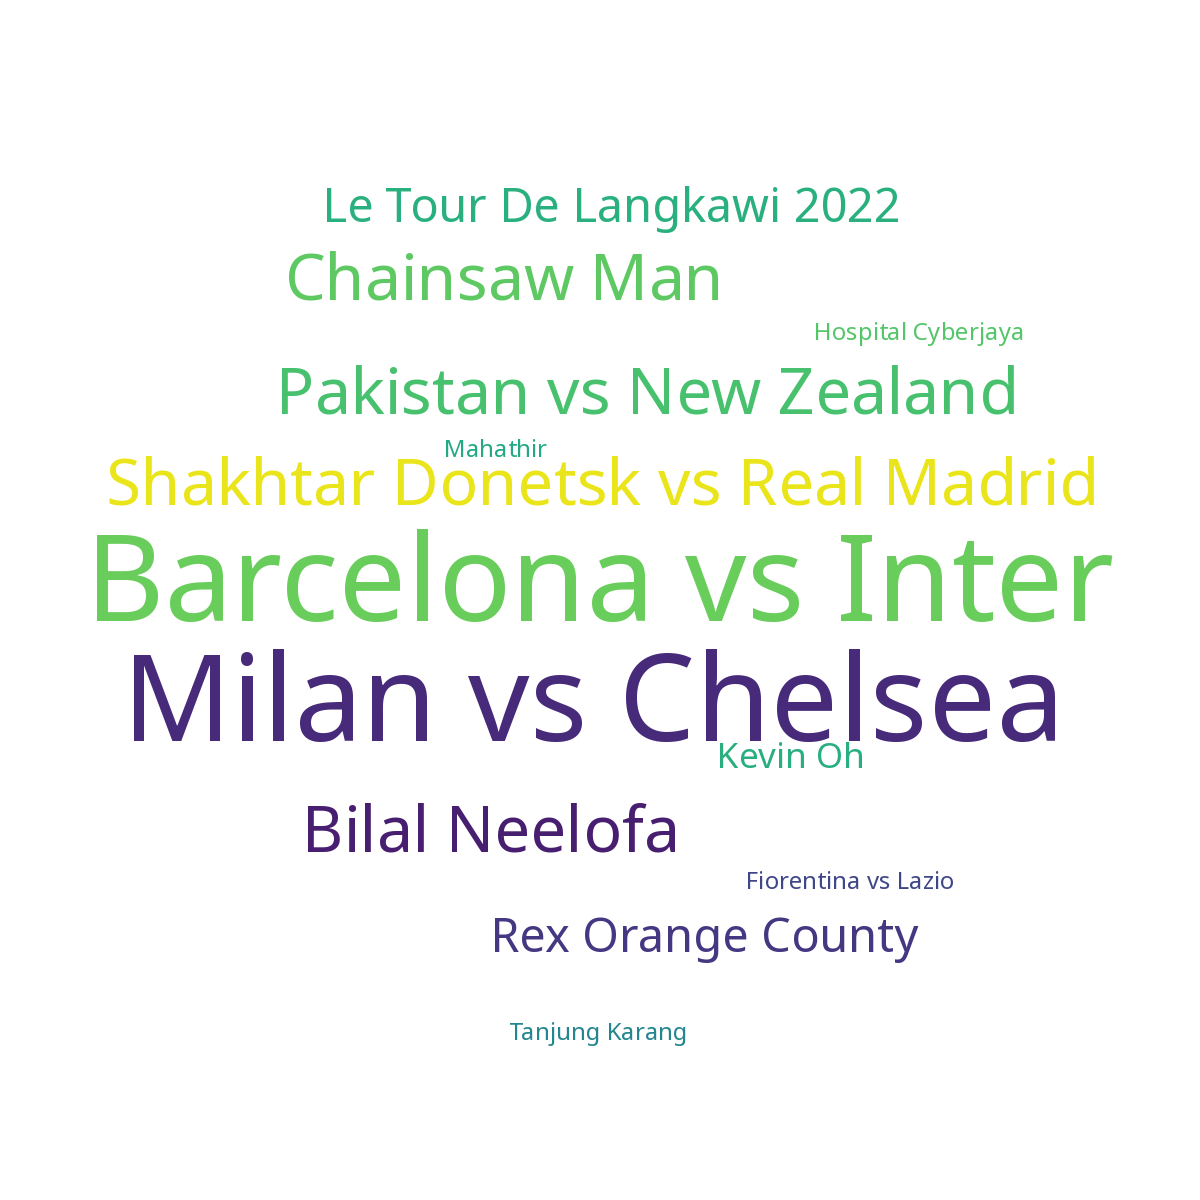 Le Tour De Langkawi 2022
Chainsaw Man
Hospital Cyberjaya
Pakistan vs New Zealand
Mahathir
Shakhtar Donetsk vs Real Madrid
Barcelona vs Inter
Milan vs Chelsea
Kevin Oh
Bilal Neelofa
Fiorentina vs Lazio
Rex Orange County
Tanjung Karang